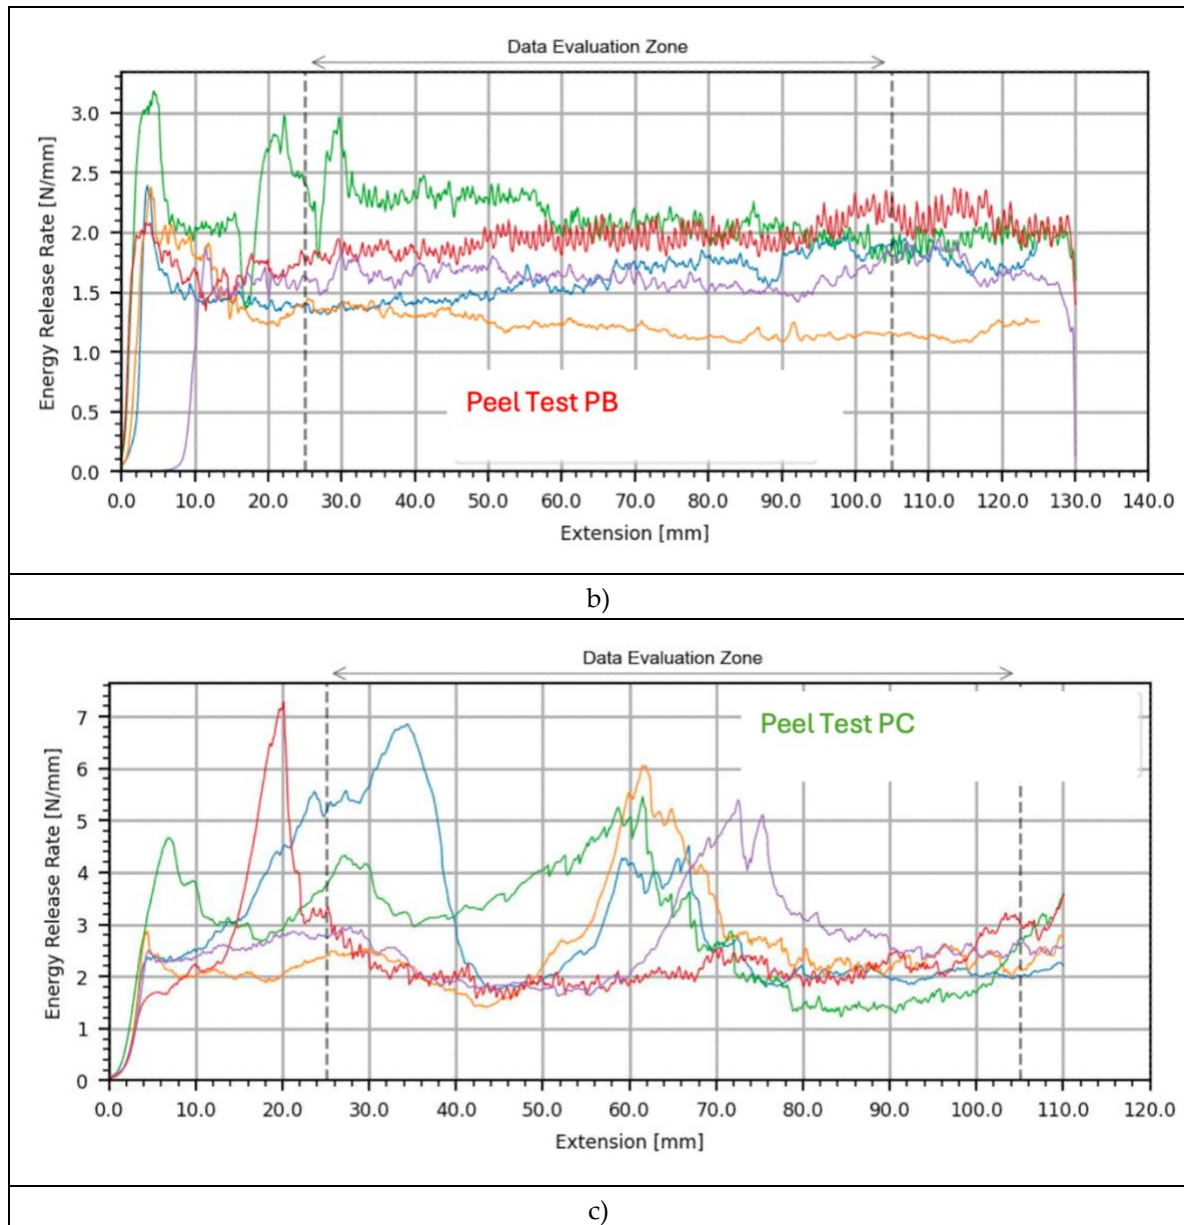 Data Evaluation Zone
Energy Release Rate [N/mm]
3.0
2.5
2.0
1.5
1.0
0.5
0.0
Peel Test PB
0.0 10.0 20.0 30.0 40.0 50.0 60.0 70.0 80.0 90.0 100.0 110.0 120.0 130.0 140.0
Extension [mm]
b)
Data Evaluation Zone
Energy Release Rate [N/mm]
7
6
5
4
3
2
1
0
Peel Test PC
0.0 10.0 20.0 30.0 40.0 50.0 60.0 70.0 80.0 90.0 100.0 110.0 120.0
Extension [mm]
c)